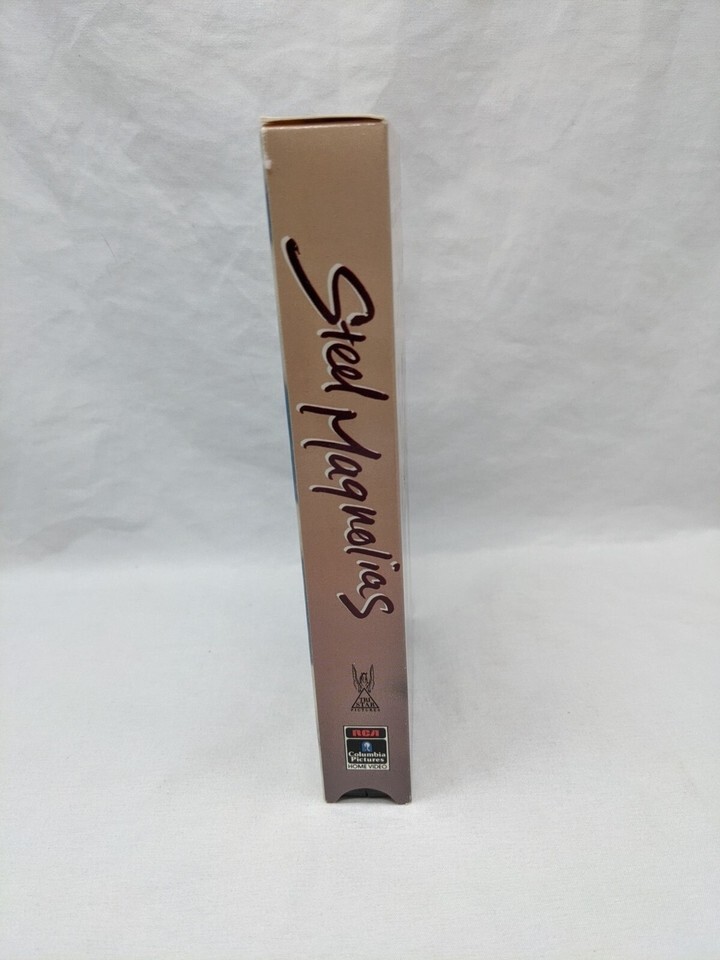 Steel Magnolias
TRI
STAR
PICTURES
RCA
Columbia
Pictures
HOME VIDEO